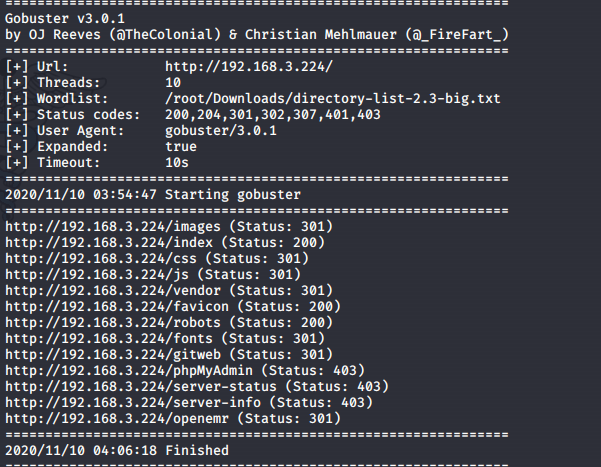 ===============================================================
Gobuster v3.0.1
by OJ Reeves (@TheColonial) & Christian Mehlmauer (@_FireFart_)
===============================================================
[+] Url:            http://192.168.3.224/
[+] Threads:        10
[+] Wordlist:       /root/Downloads/directory-list-2.3-big.txt
[+] Status codes:   200,204,301,302,307,401,403
[+] User Agent:     gobuster/3.0.1
[+] Expanded:       true
[+] Timeout:        10s
===============================================================
2020/11/10 03:54:47 Starting gobuster
===============================================================
http://192.168.3.224/images (Status: 301)
http://192.168.3.224/index (Status: 200)
http://192.168.3.224/css (Status: 301)
http://192.168.3.224/js (Status: 301)
http://192.168.3.224/vendor (Status: 301)
http://192.168.3.224/favicon (Status: 200)
http://192.168.3.224/robots (Status: 200)
http://192.168.3.224/fonts (Status: 301)
http://192.168.3.224/gitweb (Status: 301)
http://192.168.3.224/phpMyAdmin (Status: 403)
http://192.168.3.224/server-status (Status: 403)
http://192.168.3.224/server-info (Status: 403)
http://192.168.3.224/openemr (Status: 301)
===============================================================
2020/11/10 04:06:18 Finished
===============================================================